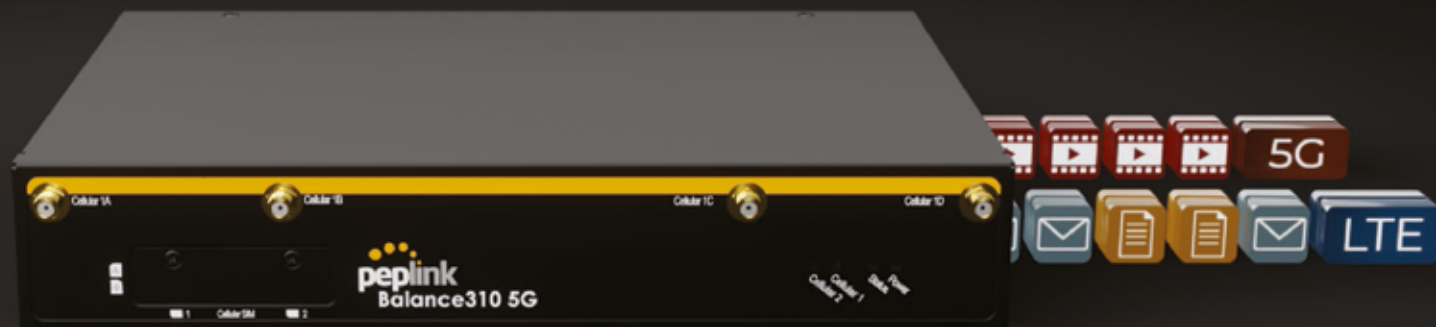 5G
Cellular 1A
Cellular 1B
Cellular 1C
Cellular 1D
LTE
peplink
Balance310 5G
Cellular 2
Cellular 1
Status
Power
1 Cellular SIM 2